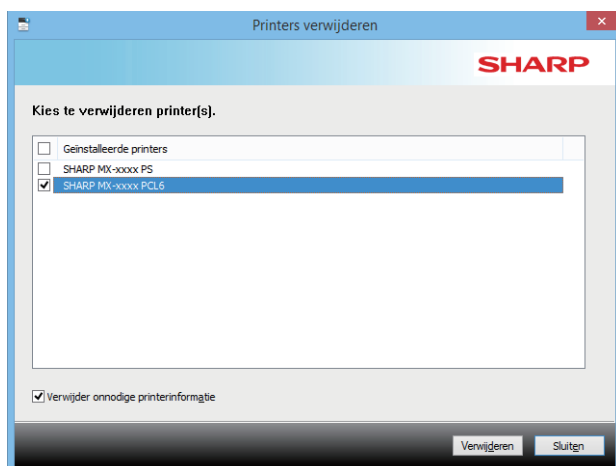 Printers verwijderen
SHARP
Kies te verwijderen printer(s).
Geïnstalleerde printers
SHARP MX-xxxx PS
SHARP MX-xxxx PCL6
Verwijder onnodige printerinformatie
Verwijderen Sluiten